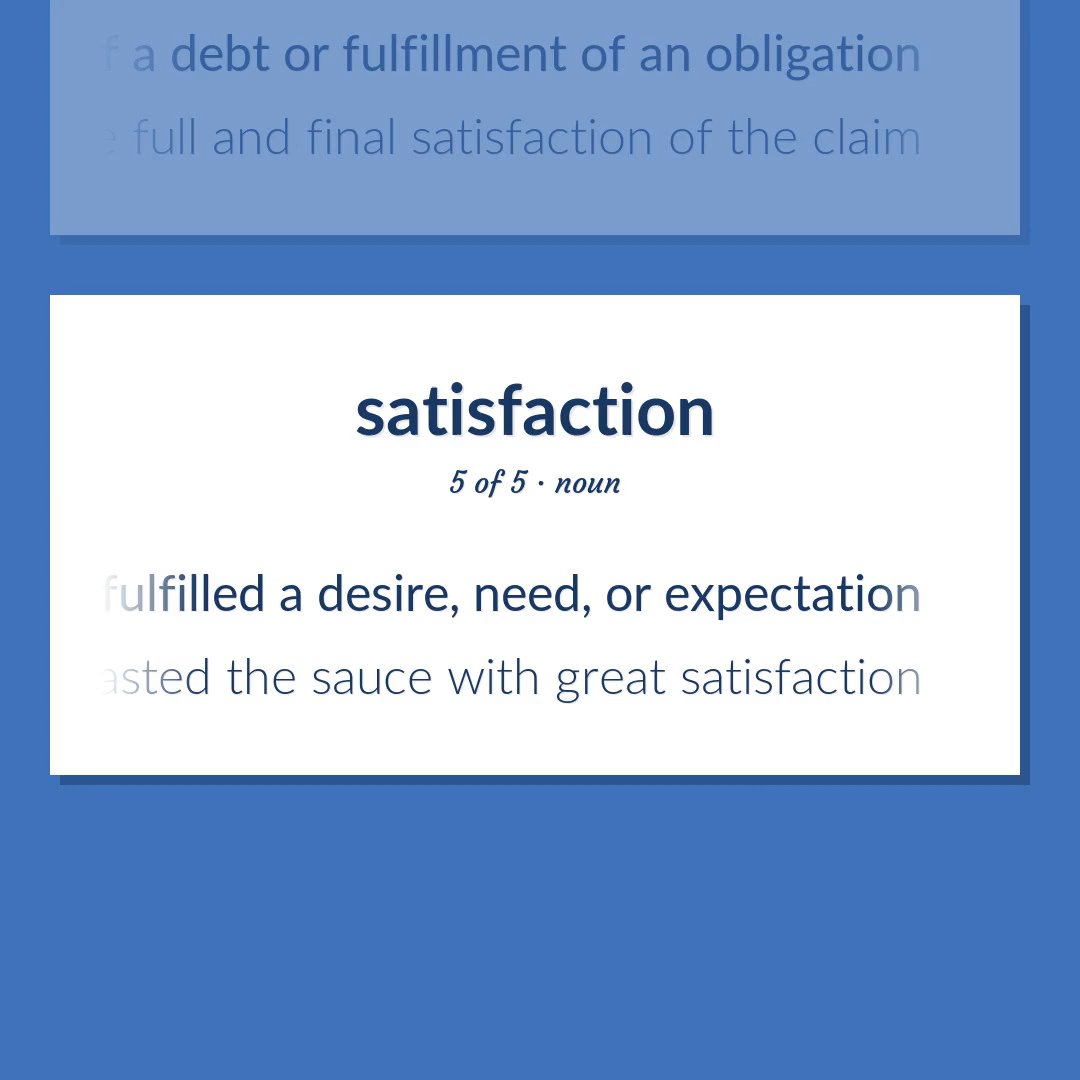 a debt or fulfillment of an obligation
full and final satisfaction of the claim
satisfaction
5 of 5 · noun
fulfilled a desire, need, or expectation
the sauce with great satisfaction